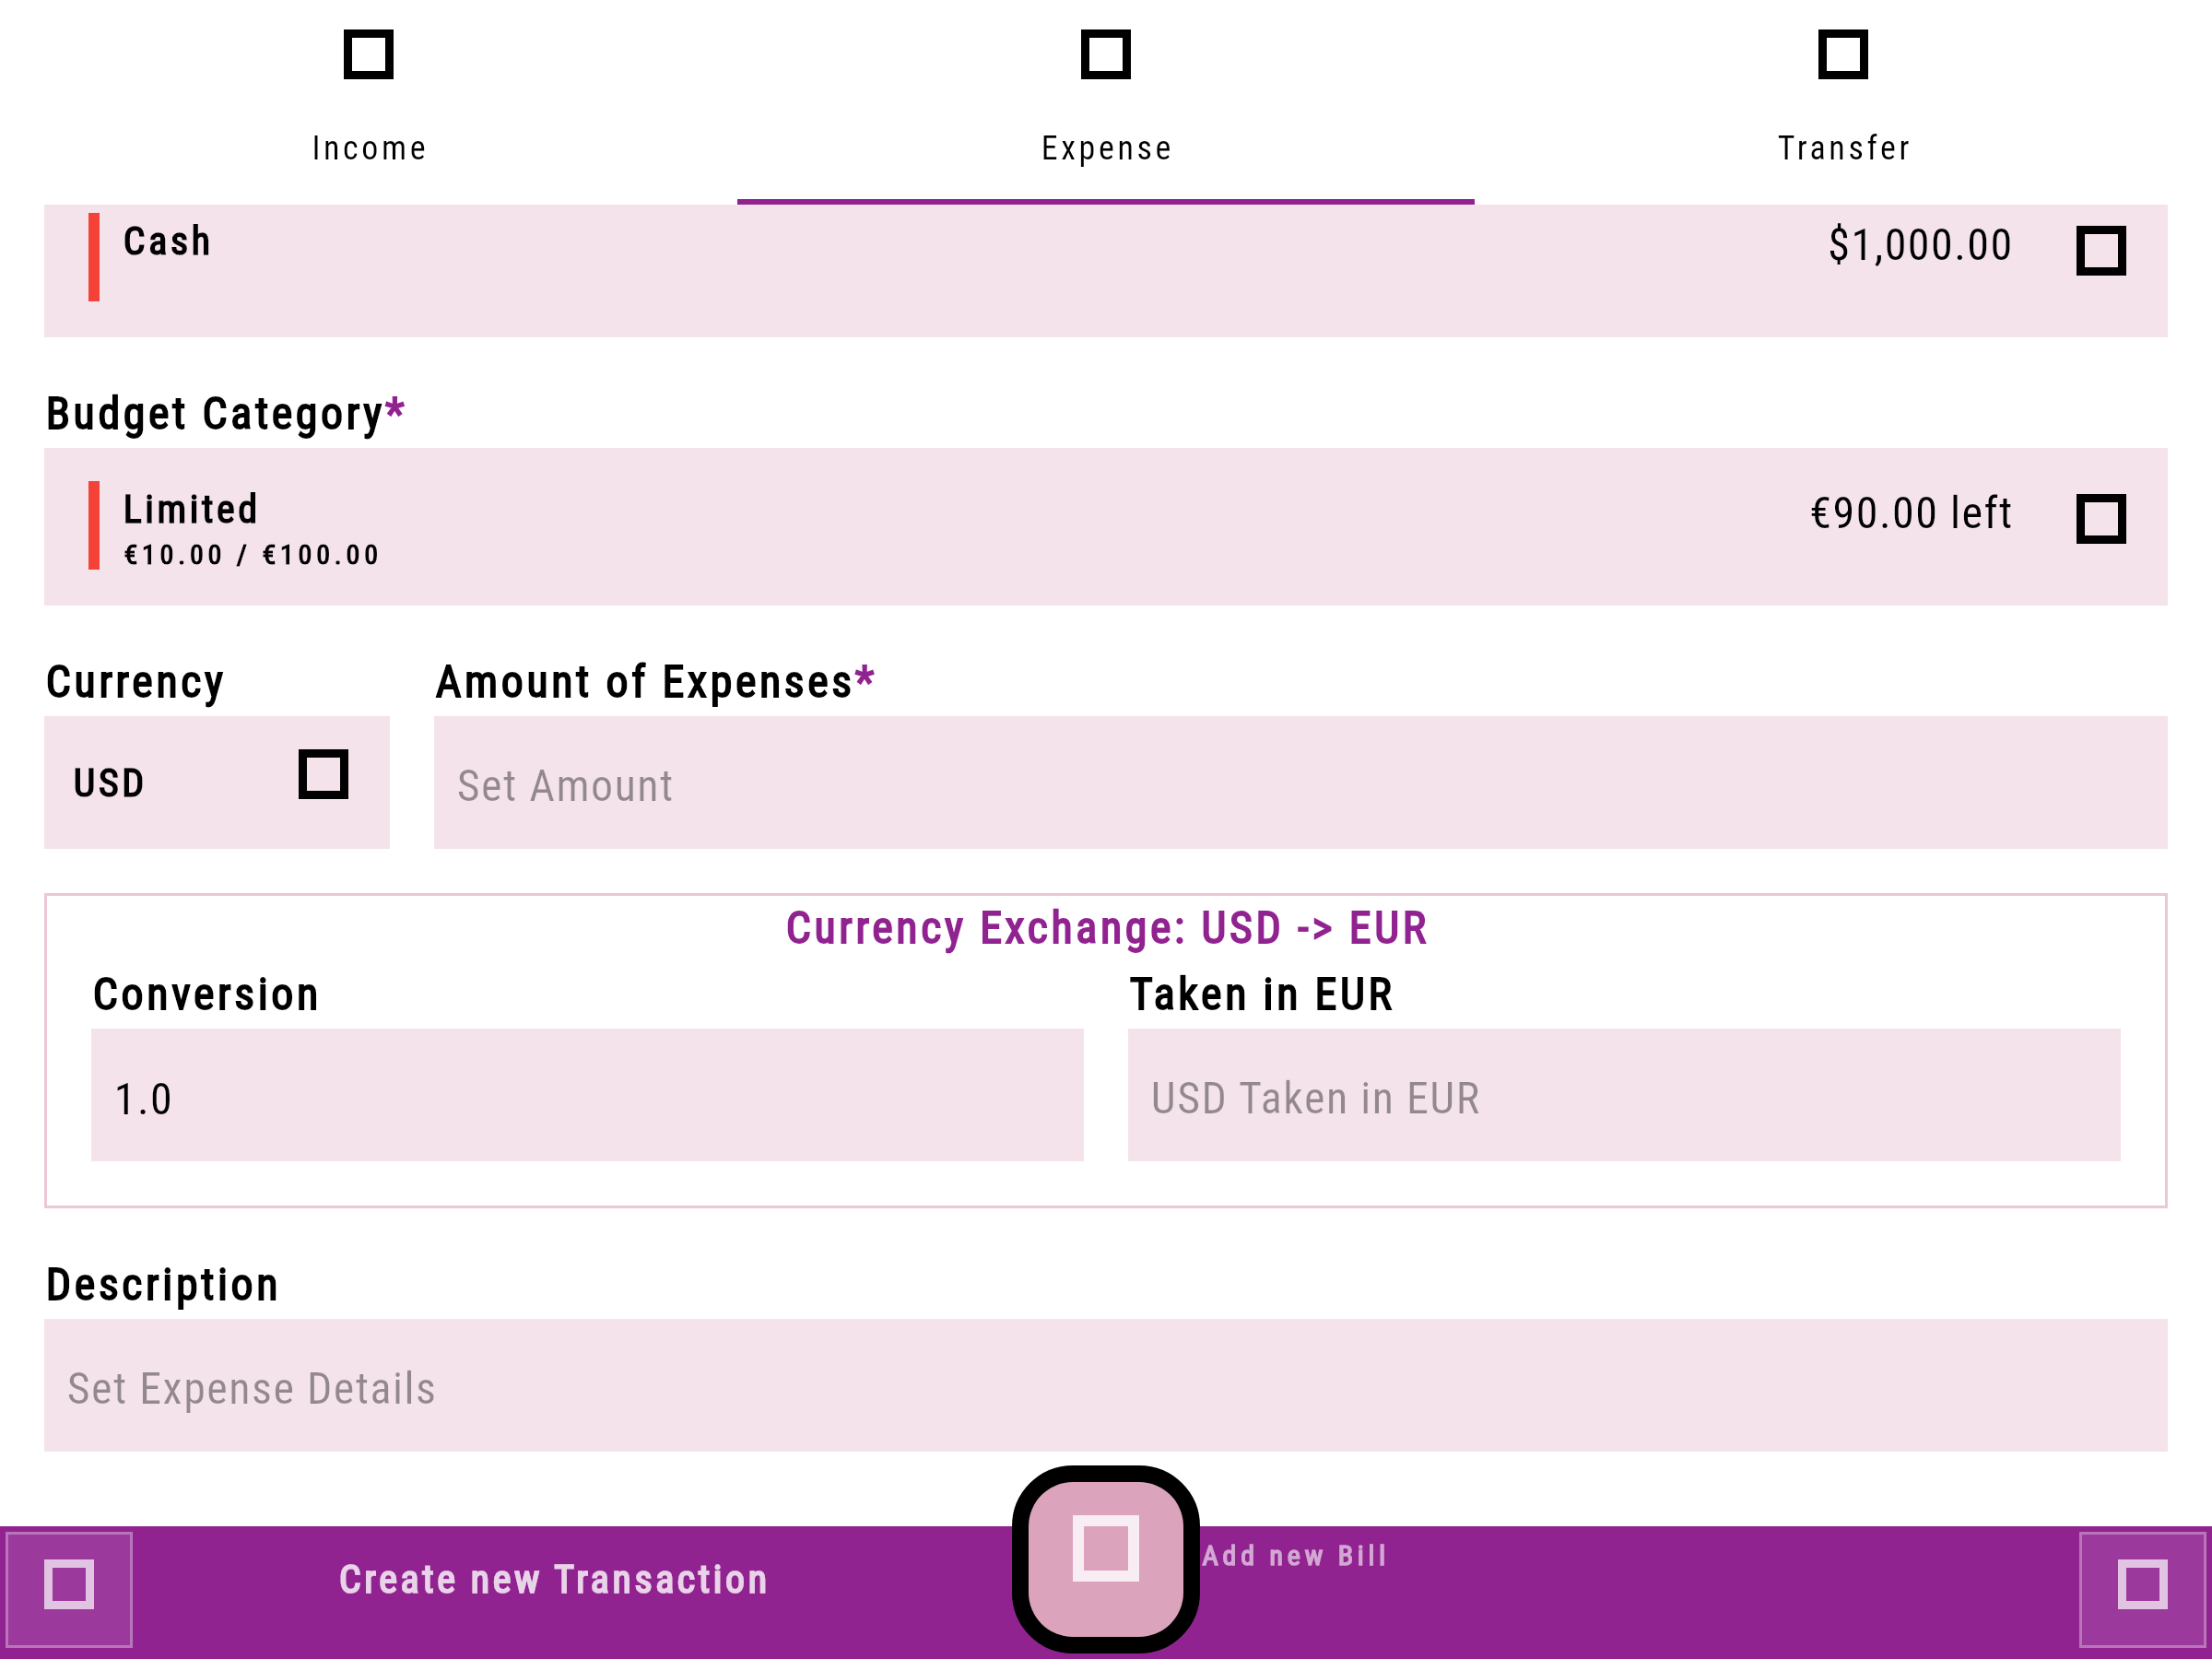 Income
Expense
Transfer
Cash
$1,000.00
Budget Category*
Limited
€90.00 left
€10.00 / €100.00
Currency
Amount of Expenses*
USD
Set Amount
Currency Exchange: USD -> EUR
Conversion
Taken in EUR
1.0
USD Taken in EUR
Description
Set Expense Details
Create new Transaction
Add new Bill